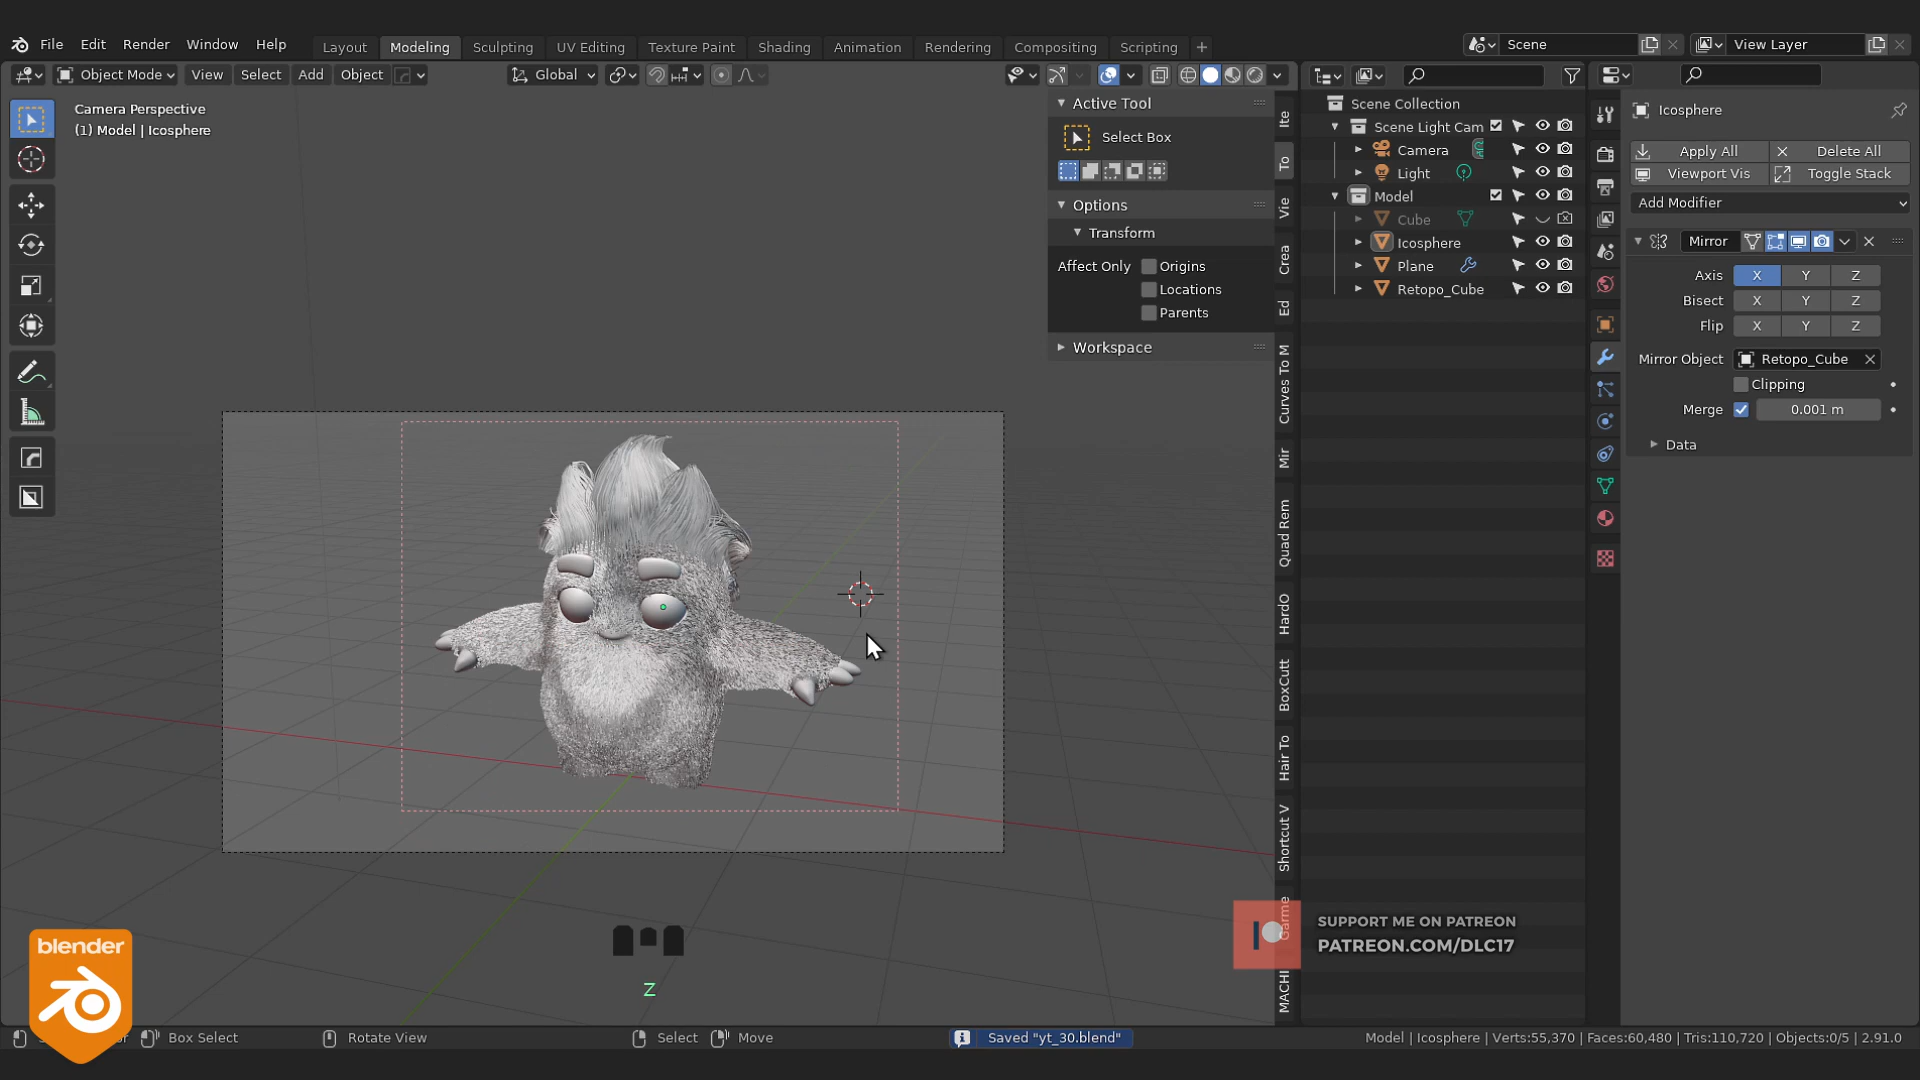 File Edit Render Window Help
Layout Modeling Sculpting UV Editing Texture Paint Shading Animation Rendering Compositing Scripting +
Scene
View Layer
Object Mode View Select Add Object
Global
Camera Perspective
(1) Model | Icosphere
Active Tool
Select Box
Options
Transform
Affect Only Origins
Locations
Parents
Workspace
Ite
To
Vie
Crea
Ed
Curves To M
Mir
Quad Rem
HardO
BoxCutt
Hair To
Shortcut V
MACHI
Scene Collection
Scene Light Cam
Camera
Light
Model
Cube
Icosphere
Plane
Retopo_Cube
Icosphere
Apply All Delete All
Viewport Vis Toggle Stack
Add Modifier
Mirror
Axis X Y Z
Bisect X Y Z
Flip X Y Z
Mirror Object Retopo_Cube
Clipping
Merge 0.001 m
Data
SUPPORT ME ON PATREON
PATREON.COM/DLC17
Z
blender
Box Select Rotate View Select Move
Saved "yt_30.blend"
Model | Icosphere | Verts:55,370 | Faces:60,480 | Tris:110,720 | Objects:0/5 | 2.91.0